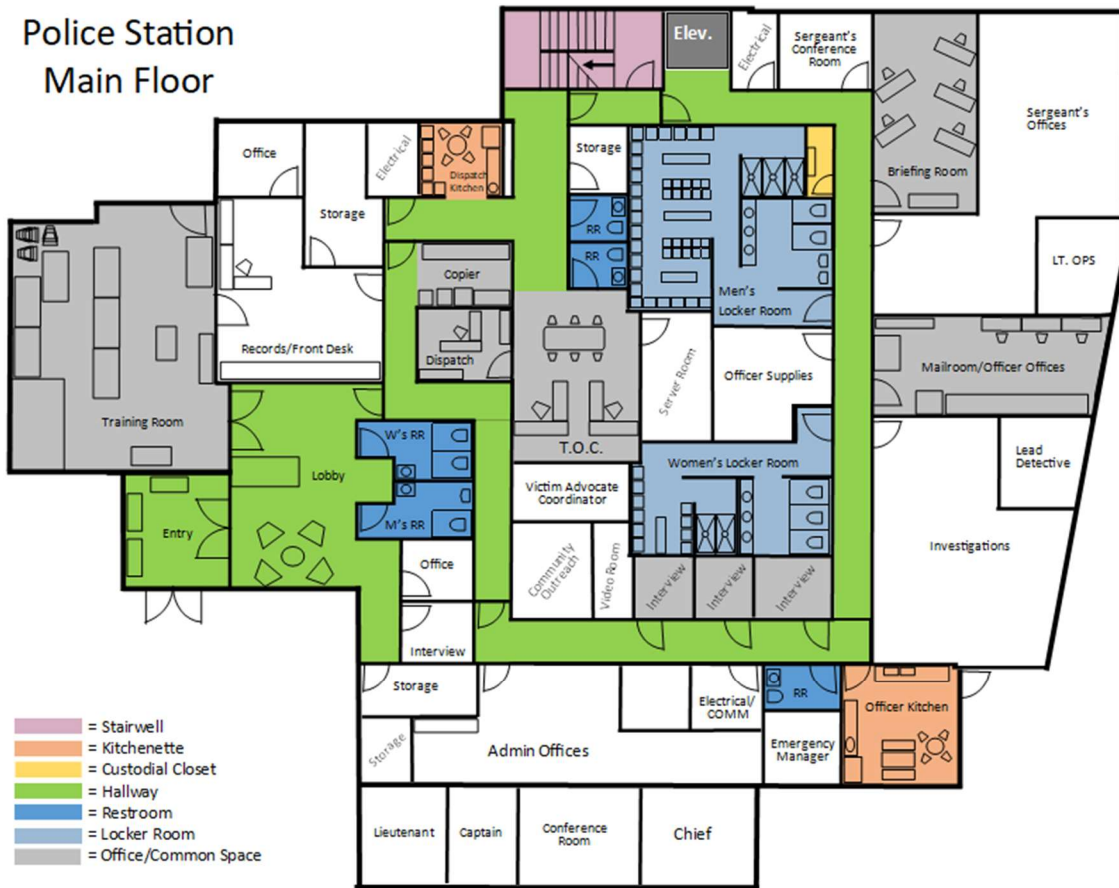 Police Station
Main Floor
Elev.
Electrical
Sergeant's
Conference
Room
Sergeant's
Offices
Briefing Room
LT. OPS
Office
Storage
Electrical
Dispatch
Kitchen
Storage
RR
RR
Men's
Locker Room
Copier
Dispatch
Records/Front Desk
Training Room
Server Room
Officer Supplies
Mailroom/Officer Offices
T.O.C.
Women's Locker Room
Lead
Detective
Lobby
W's RR
M's RR
Entry
Victim Advocate
Coordinator
Community
Outreach
Video Room
Interview
Interview
Interview
Investigations
Office
Interview
Storage
Storage
Admin Offices
Electrical/
COMM
RR
Emergency
Manager
Officer Kitchen
Lieutenant
Captain
Conference
Room
Chief
= Stairwell
= Kitchenette
= Custodial Closet
= Hallway
= Restroom
= Locker Room
= Office/Common Space